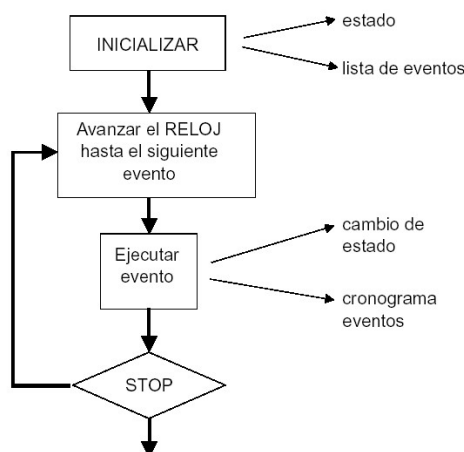 INICIALIZAR
estado
lista de eventos
Avanzar el RELOJ
hasta el siguiente
evento
Ejecutar
evento
cambio de
estado
cronograma
eventos
STOP